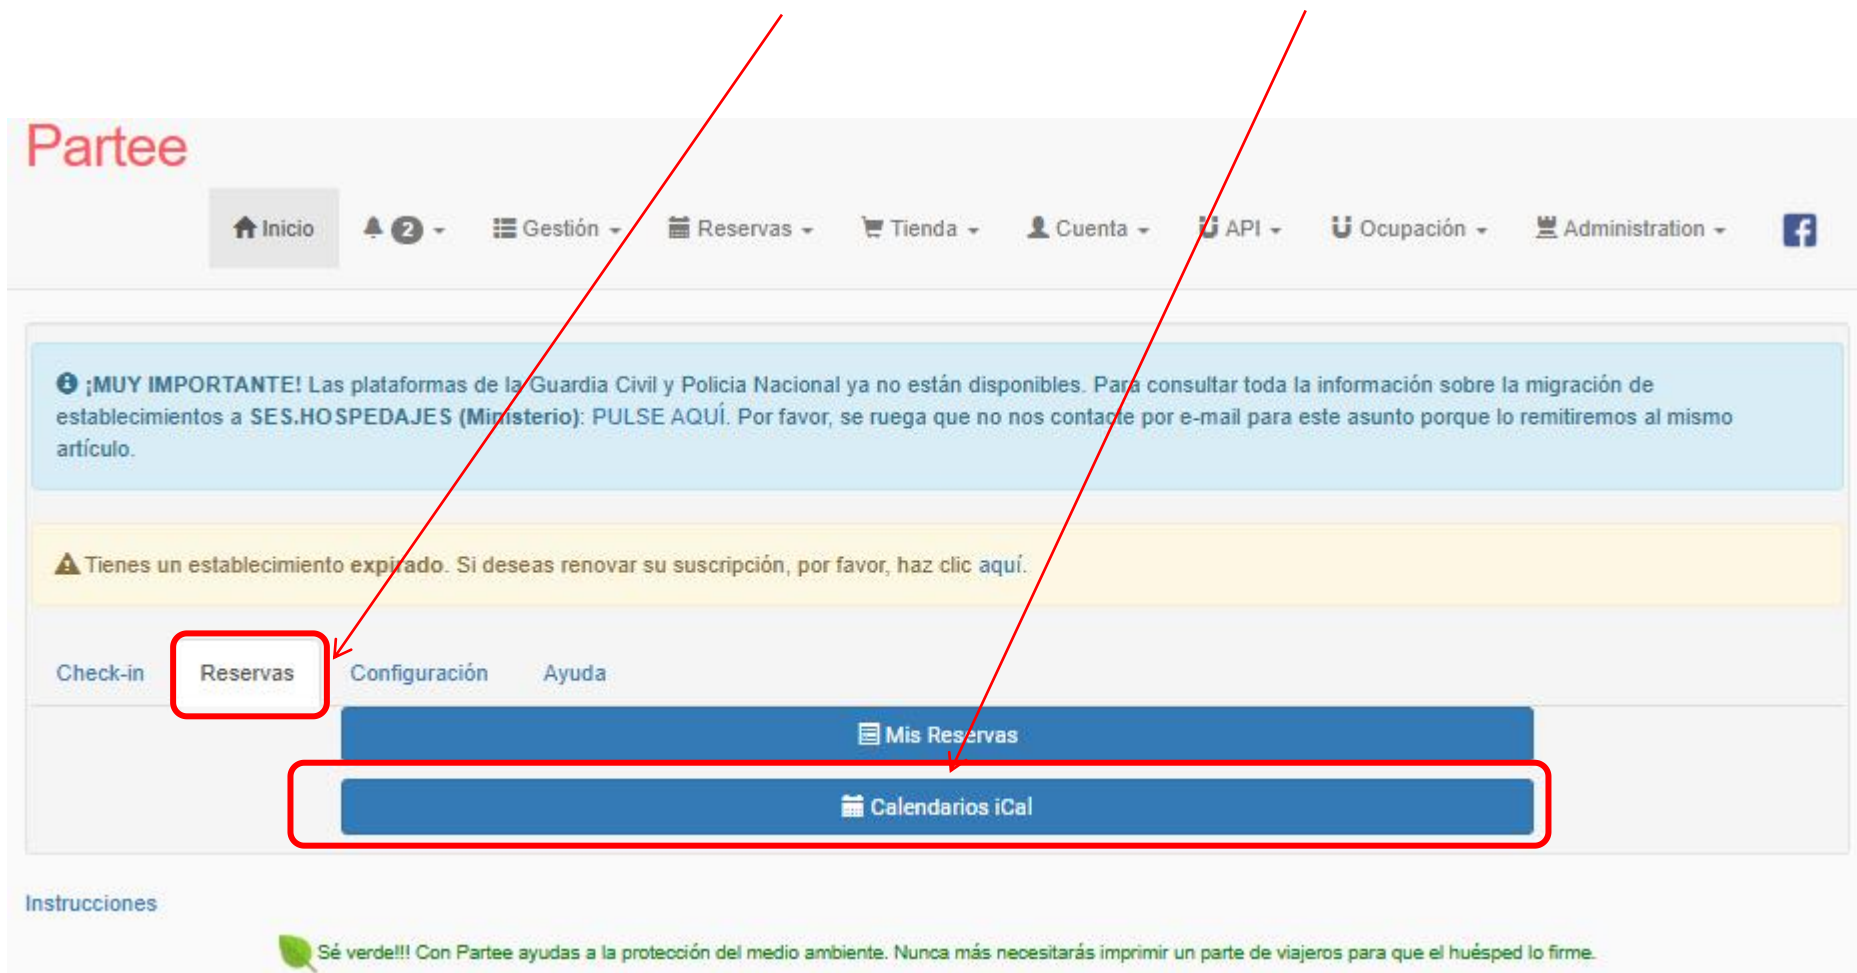 Partee
Inicio 2 Gestión Reservas Tienda Cuenta API Ocupación Administration f
¡MUY IMPORTANTE! Las plataformas de la Guardia Civil y Policia Nacional ya no están disponibles. Para consultar toda la información sobre la migración de
establecimientos a SES.HOSPEDAJES (Ministerio): PULSE AQUÍ. Por favor, se ruega que no nos contacte por e-mail para este asunto porque lo remitiremos al mismo
artículo.
Tienes un establecimiento expirado. Si deseas renovar su suscripción, por favor, haz clic aquí.
Check-in Reservas Configuración Ayuda
Mis Reservas
Calendarios iCal
Instrucciones
Sé verde!!! Con Partee ayudas a la protección del medio ambiente. Nunca más necesitarás imprimir un parte de viajeros para que el huésped lo firme.